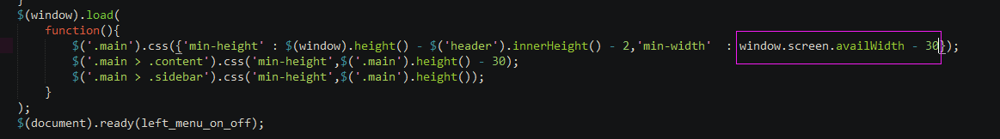 }
$(window).load(
function(){
$('.main').css({'min-height' : $(window).height() - $('header').innerHeight() - 2,'min-width'  : window.screen.availWidth - 30});
$('.main > .content').css('min-height',$('.main').height() - 30);
$('.main > .sidebar').css('min-height',$('.main').height());
}
);
$(document).ready(left_menu_on_off);